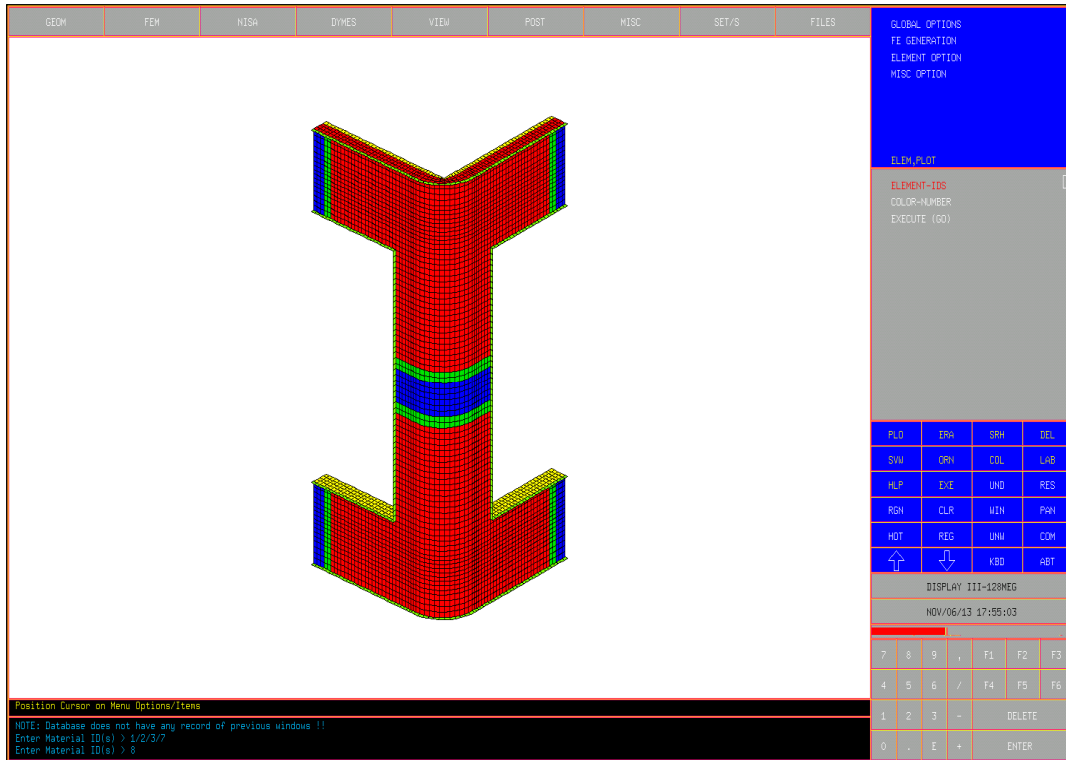 GEOM FEM NISA DYMES VIEW POST MISC SET/S FILES
GLOBAL OPTIONS
FE GENERATION
ELEMENT OPTION
MISC OPTION
ELEM,PLOT
ELEMENT-IDS
COLOR-NUMBER
EXECUTE (GO)
PLO ERA SRH DEL
SVW ORN COL LAB
HLP EXE UND RES
RGN CLR WIN PAN
HOT REG UNW COM
KBD ABT
DISPLAY III-128MEG
NOV/06/13 17:55:03
7 8 9 , F1 F2 F3
4 5 6 / F4 F5 F6
1 2 3 - DELETE
0 . E + ENTER
Position Cursor on Menu Options/Items
NOTE: Database does not have any record of previous windows !!
Enter Material ID(s) > 1/2/3/7
Enter Material ID(s) > 8